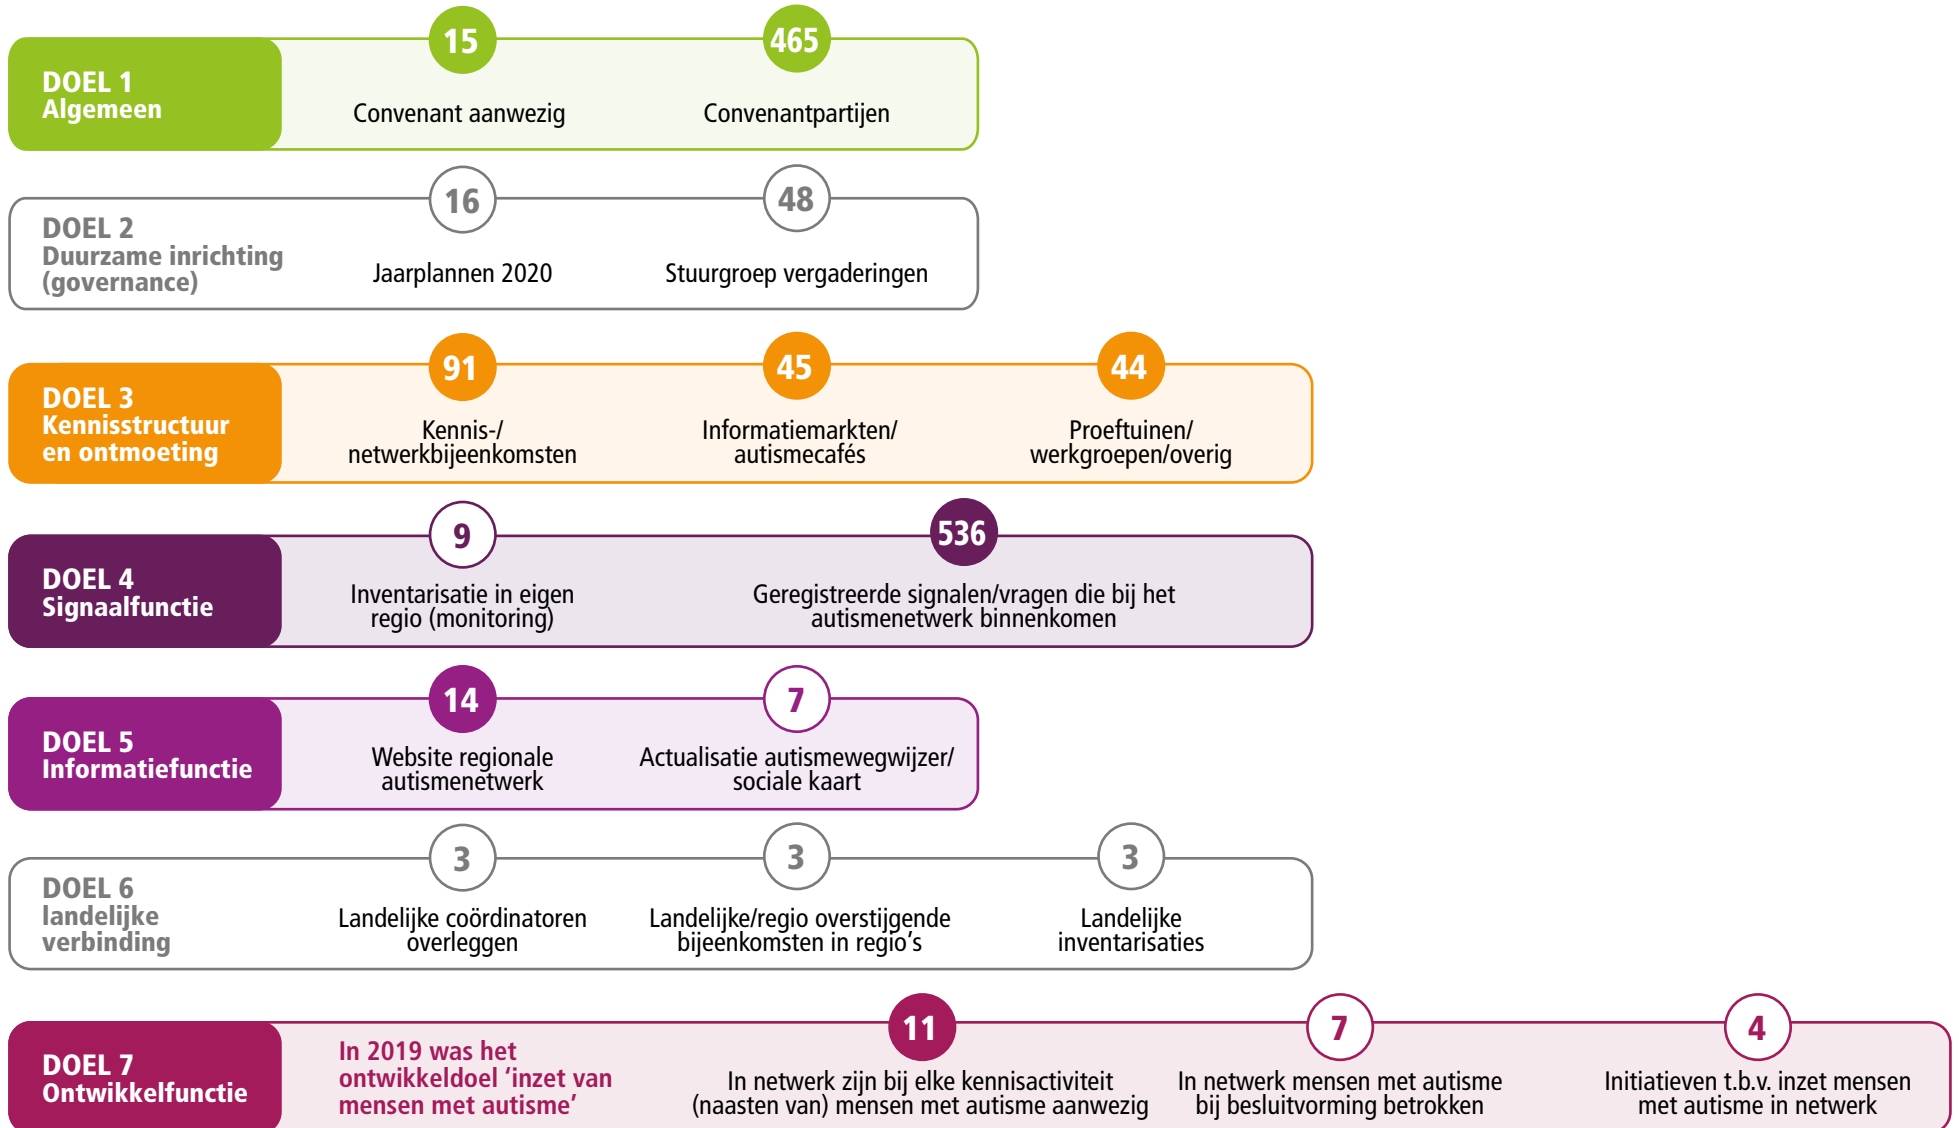 15
465
DOEL 1
Algemeen
Convenant aanwezig
Convenantpartijen
16
48
DOEL 2
Duurzame inrichting
(governance)
Jaarplannen 2020
Stuurgroep vergaderingen
91
45
44
DOEL 3
Kennisstructuur
en ontmoeting
Kennis-/
netwerkbijeenkomsten
Informatiemarkten/
autismecafés
Proeftuinen/
werkgroepen/overig
9
536
DOEL 4
Signaalfunctie
Inventarisatie in eigen
regio (monitoring)
Geregistreerde signalen/vragen die bij het
autismenetwerk binnenkomen
14
7
DOEL 5
Informatiefunctie
Website regionale
autismenetwerk
Actualisatie autismewegwijzer/
sociale kaart
3
3
3
DOEL 6
landelijke
verbinding
Landelijke coördinatoren
overleggen
Landelijke/regio overstijgende
bijeenkomsten in regio's
Landelijke
inventarisaties
11
7
4
DOEL 7
Ontwikkelfunctie
In 2019 was het
ontwikkeldoel ‘inzet van
mensen met autisme’
In netwerk zijn bij elke kennisactiviteit
(naasten van) mensen met autisme aanwezig
In netwerk mensen met autisme
bij besluitvorming betrokken
Initiatieven t.b.v. inzet mensen
met autisme in netwerk